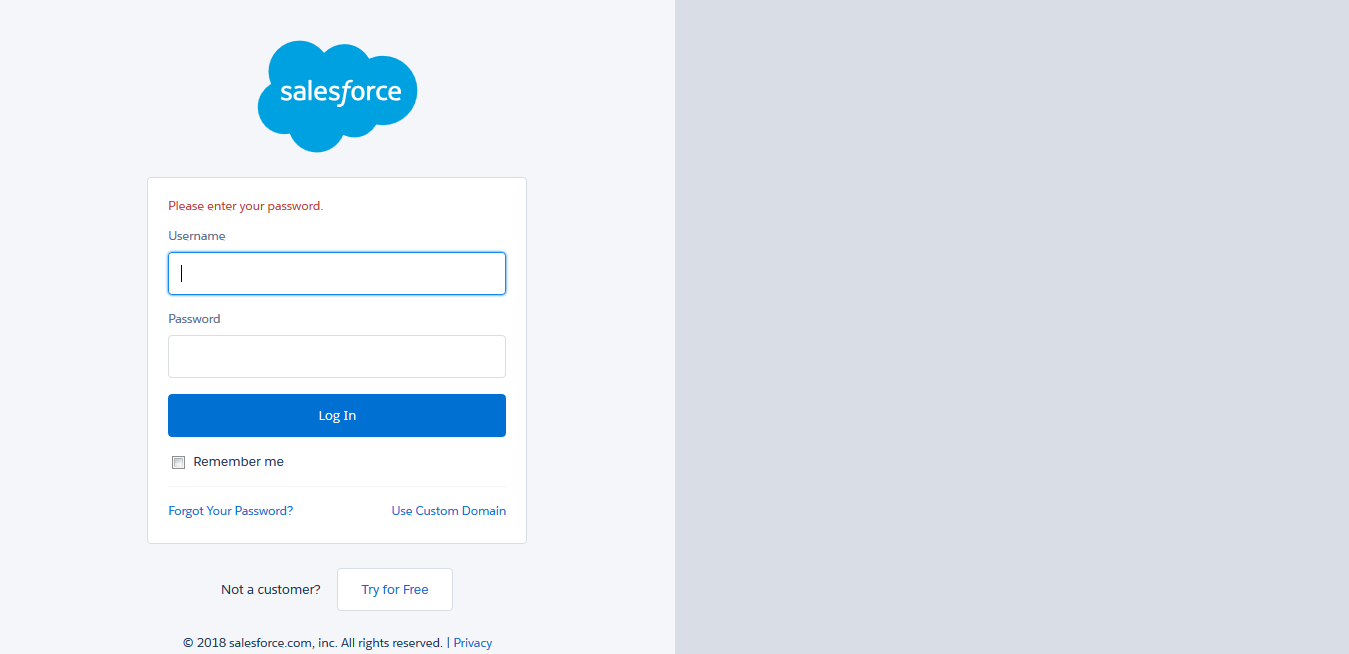 salesforce
Please enter your password.
Username
Password
Log In
Remember me
Forgot Your Password? Use Custom Domain
Not a customer? Try for Free
© 2018 salesforce.com, inc. All rights reserved. | Privacy